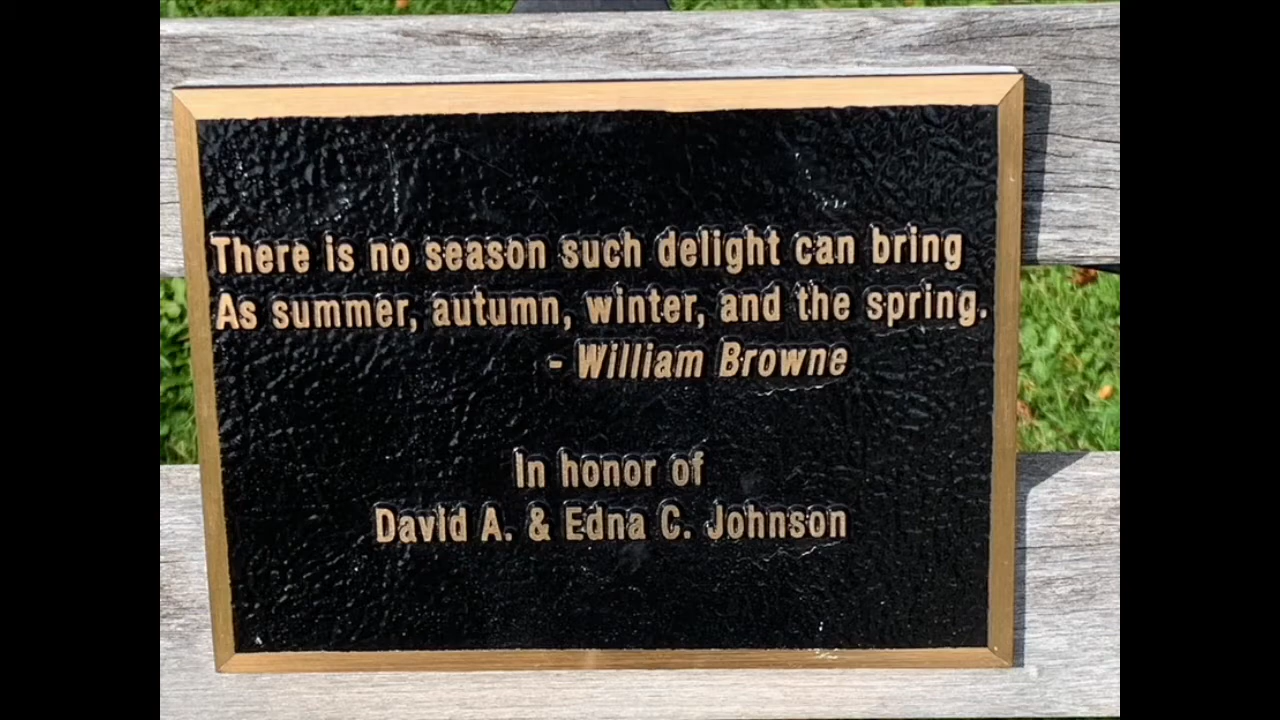 There is no season such delight can bring
As summer, autumn, winter, and the spring.
- William Browne
In honor of
David A. & Edna C. Johnson